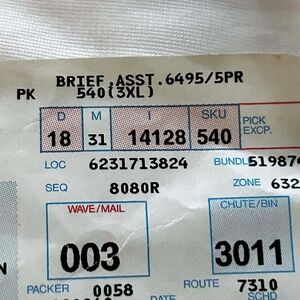 BRIEF,ASST.6495/5PR
PK 540(3XL)
D M I SKU PICK EXCP.
18 31 14128 540
LOC 6231713824 BUNDL 519874
SEQ 8080R ZONE 632
WAVE/MAIL CHUTE/BIN
003 3011
N
PACKER 0058 ROUTE 7310
SCHD